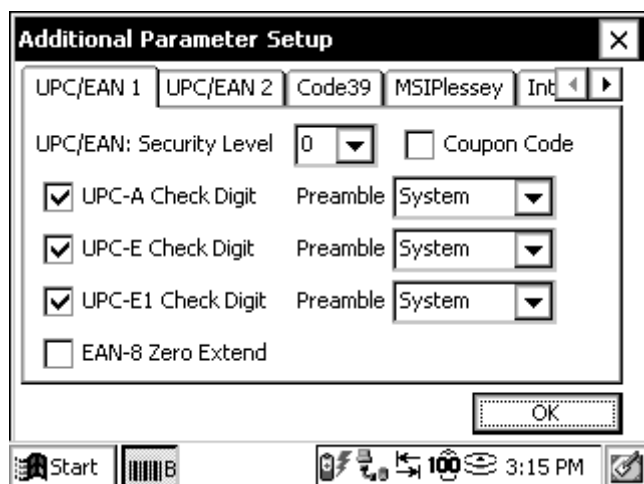 Additional Parameter Setup
UPC/EAN 1 UPC/EAN 2 Code39 MSIPlessey Int
UPC/EAN: Security Level 0 Coupon Code
UPC-A Check Digit Preamble System
UPC-E Check Digit Preamble System
UPC-E1 Check Digit Preamble System
EAN-8 Zero Extend
OK
Start B 100 3:15 PM